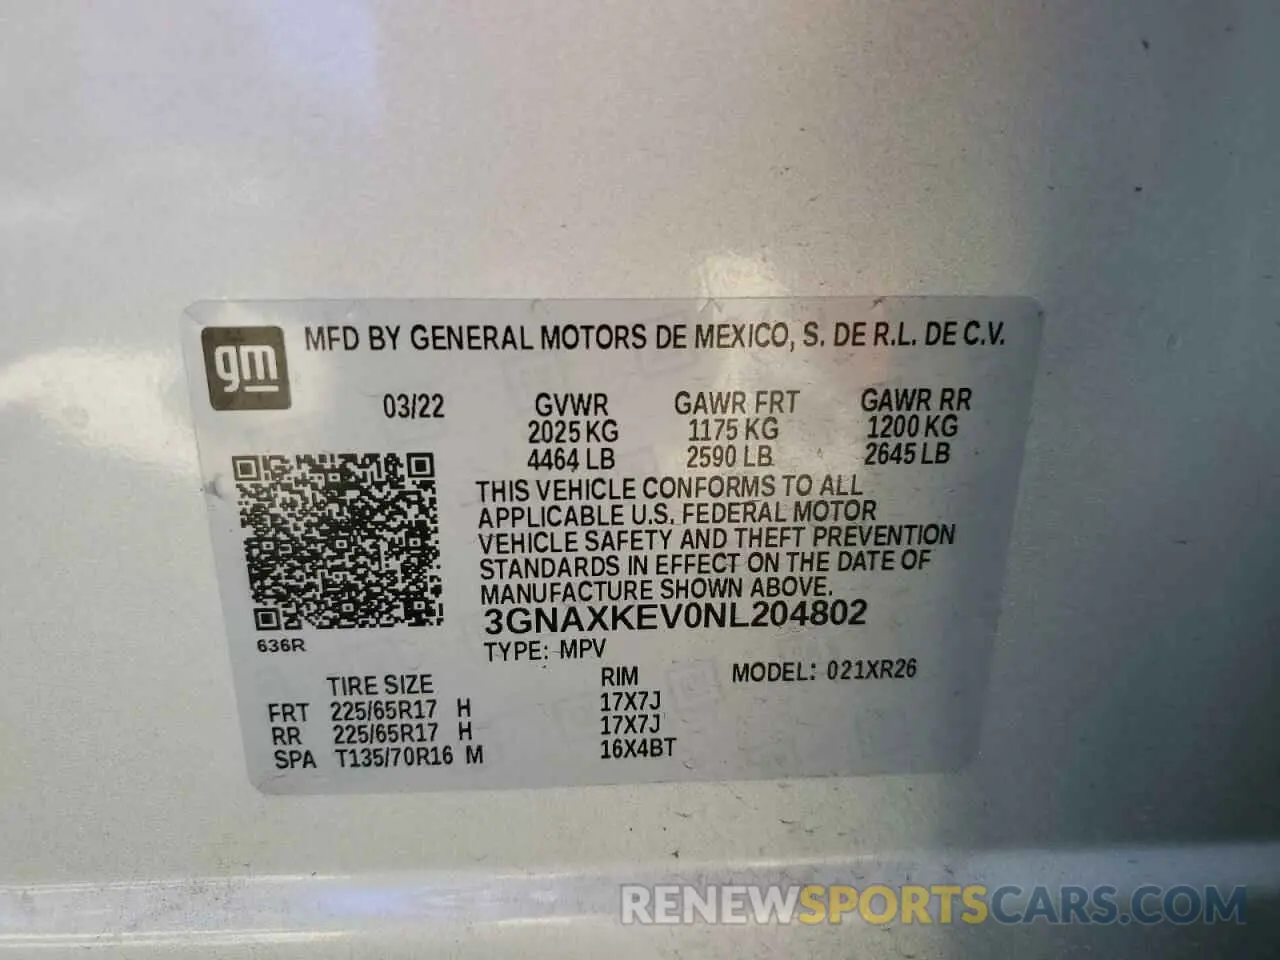 gm MFD BY GENERAL MOTORS DE MEXICO, S. DE R.L. DE C.V.
03/22 GVWR GAWR FRT GAWR RR
2025 KG 1175 KG 1200 KG
4464 LB 2590 LB 2645 LB
THIS VEHICLE CONFORMS TO ALL
APPLICABLE U.S. FEDERAL MOTOR
VEHICLE SAFETY AND THEFT PREVENTION
STANDARDS IN EFFECT ON THE DATE OF
MANUFACTURE SHOWN ABOVE.
3GNAXKEV0NL204802
636R
TYPE: MPV
TIRE SIZE RIM MODEL: 021XR26
FRT 225/65R17 H 17X7J
RR 225/65R17 H 17X7J
SPA T135/70R16 M 16X4BT
RENEWSPORTSCARS.COM